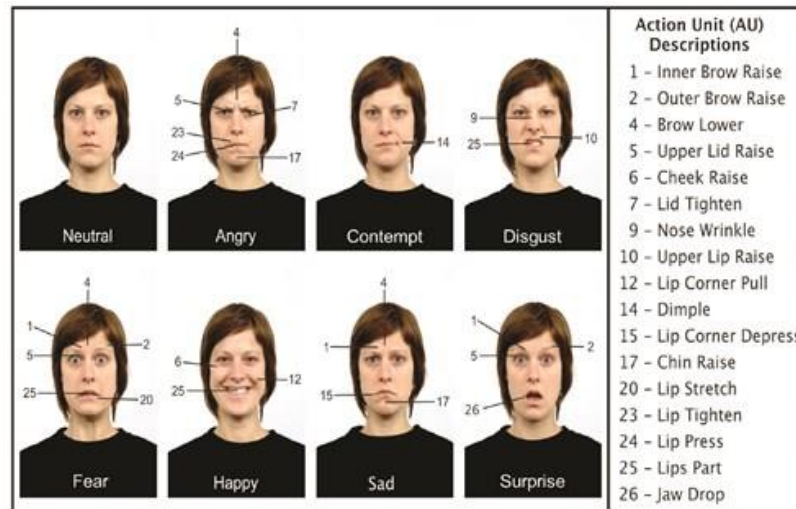 4
5
7
23
24
17
14
9
10
25
Neutral
Angry
Contempt
Disgust
4
1
2
5
25
20
6
12
25
4
1
15
17
1
2
5
26
Fear
Happy
Sad
Surprise
Action Unit (AU)
Descriptions
1 – Inner Brow Raise
2 – Outer Brow Raise
4 – Brow Lower
5 – Upper Lid Raise
6 – Cheek Raise
7 – Lid Tighten
9 – Nose Wrinkle
10 – Upper Lip Raise
12 – Lip Corner Pull
14 – Dimple
15 – Lip Corner Depress
17 – Chin Raise
20 – Lip Stretch
23 – Lip Tighten
24 – Lip Press
25 – Lips Part
26 – Jaw Drop